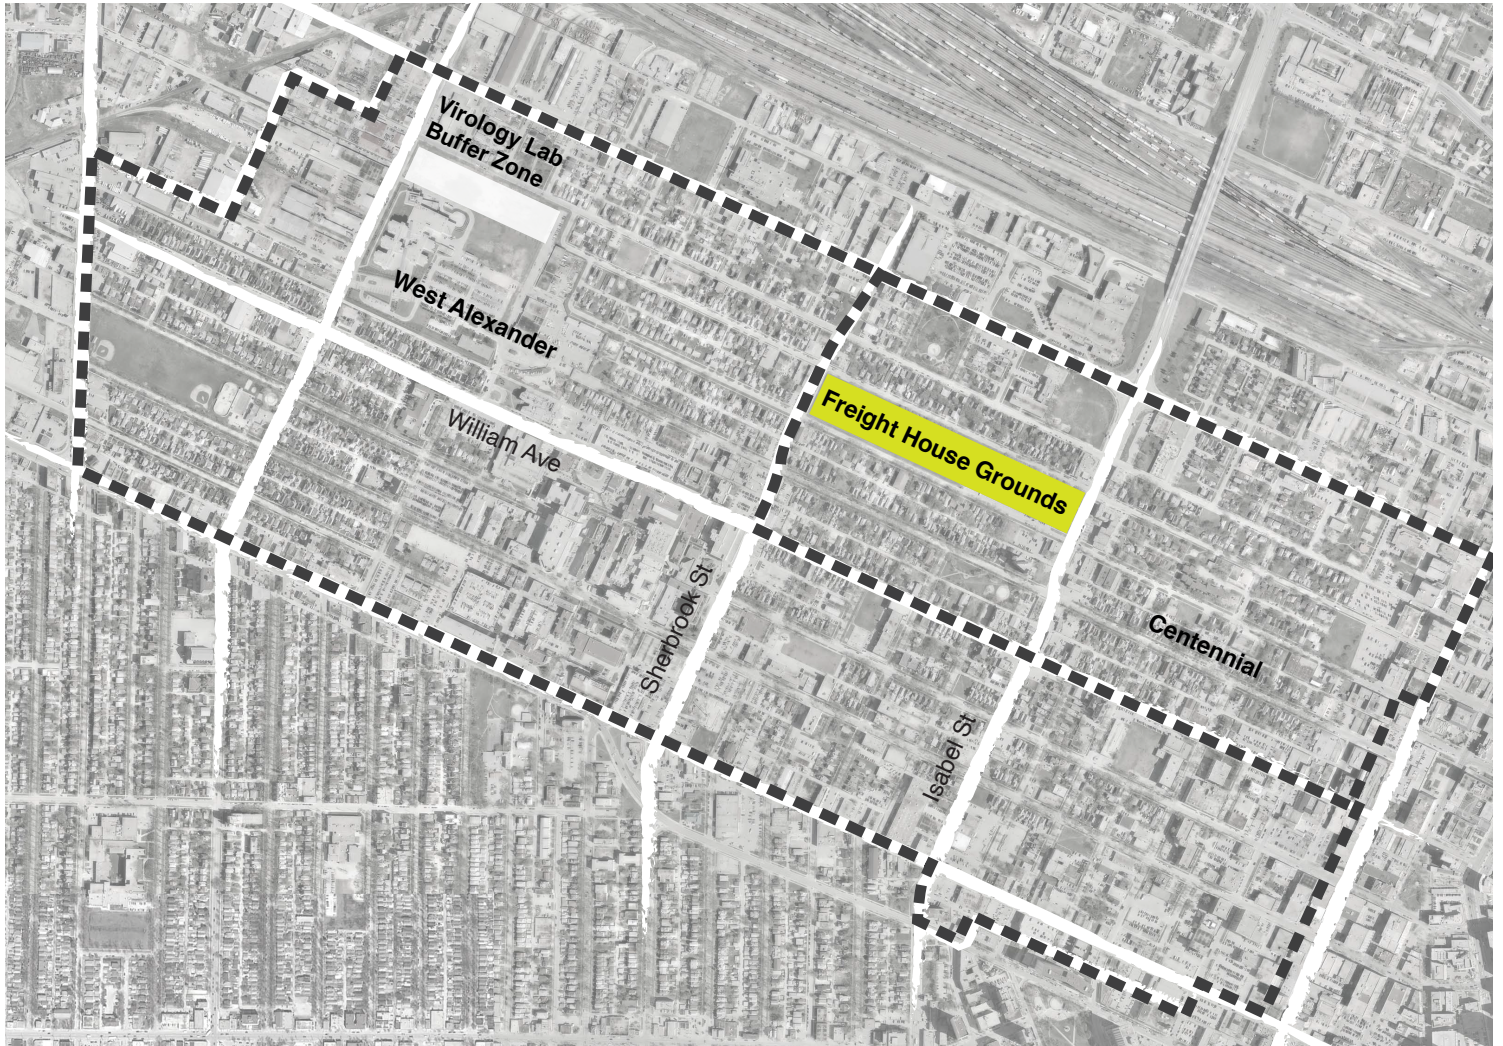 Virology Lab
Buffer Zone
West Alexander
William Ave
Freight House Grounds
Sherbrook St
Centennial
Isabel St